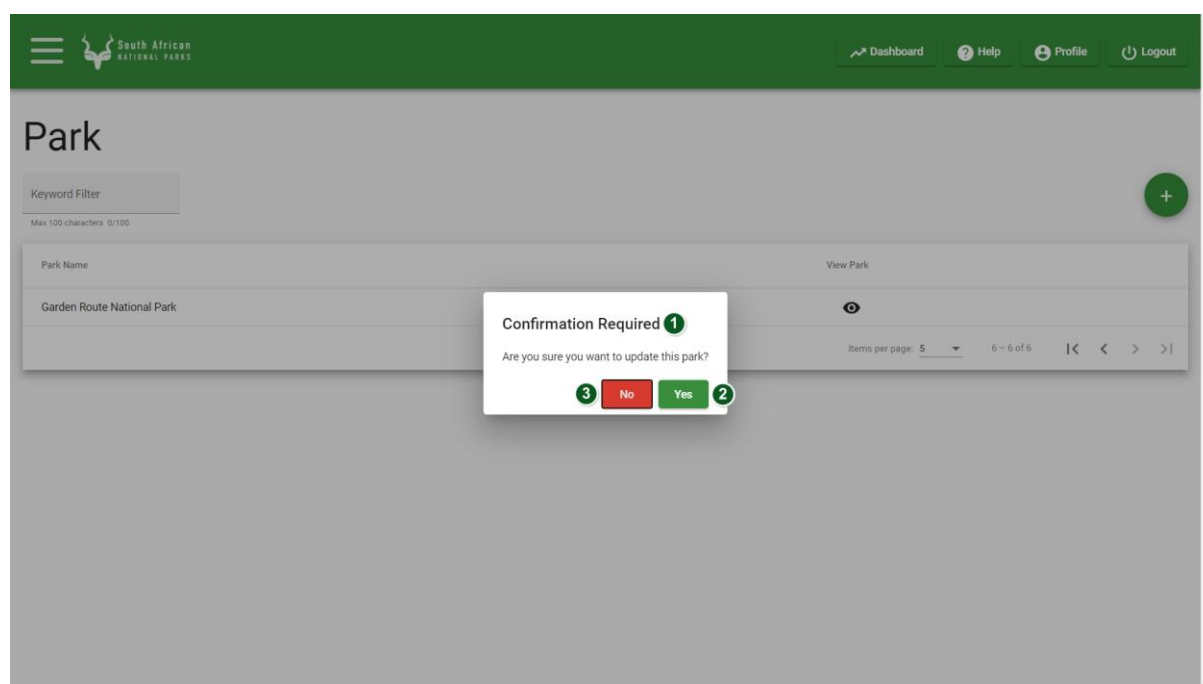 South African
NATIONAL PARKS
Dashboard
Help
Profile
Logout
Park
Keyword Filter
Max 100 characters 0/100
+
Park Name
View Park
Garden Route National Park
Items per page: 5
6 – 6 of 6
Confirmation Required 1
Are you sure you want to update this park?
3 No Yes 2